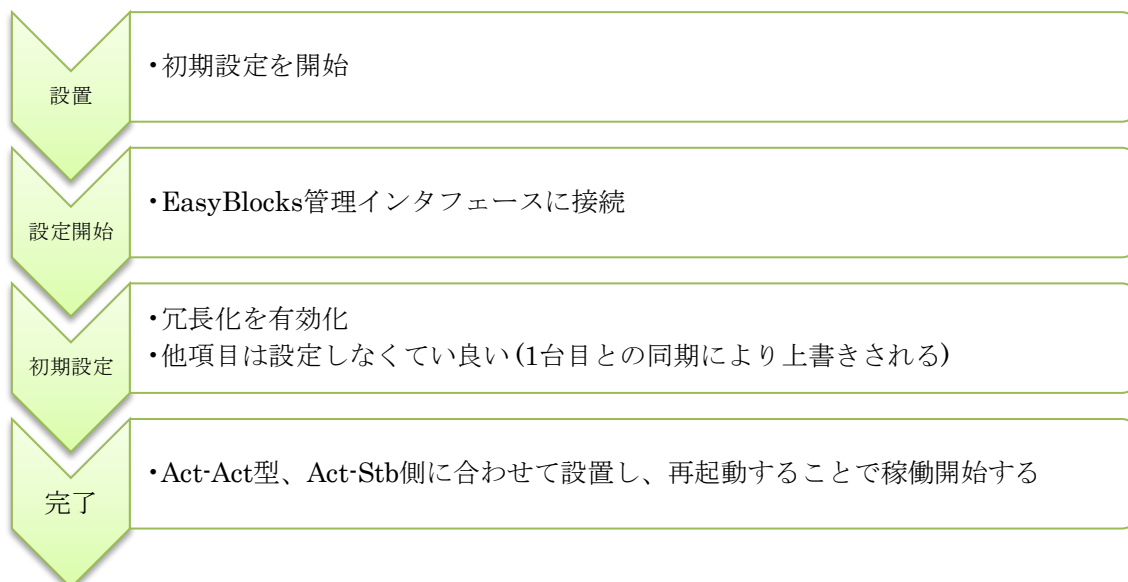 設置
・初期設定を開始
設定開始
・EasyBlocks管理インタフェースに接続
初期設定
・冗長化を有効化
・他項目は設定しなくてい良い(1台目との同期により上書きされる)
完了
・Act-Act型、Act-Stb側に合わせて設置し、再起動することで稼働開始する